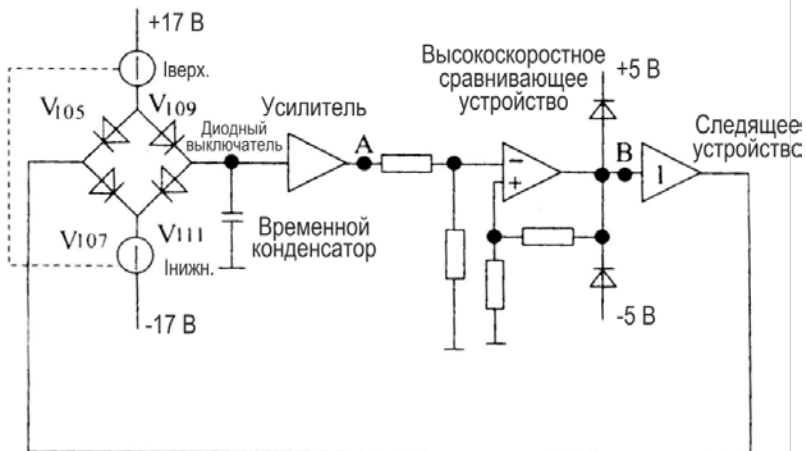 +17 В
Iверх.
V105
V109
Диодный
выключатель
Усилитель
A
Высокоскоростное
сравнивающее
устройство
+5 В
−
+
B
Следящее
устройство
1
V107
V111
Временной
конденсатор
Iнижн.
-17 В
-5 В